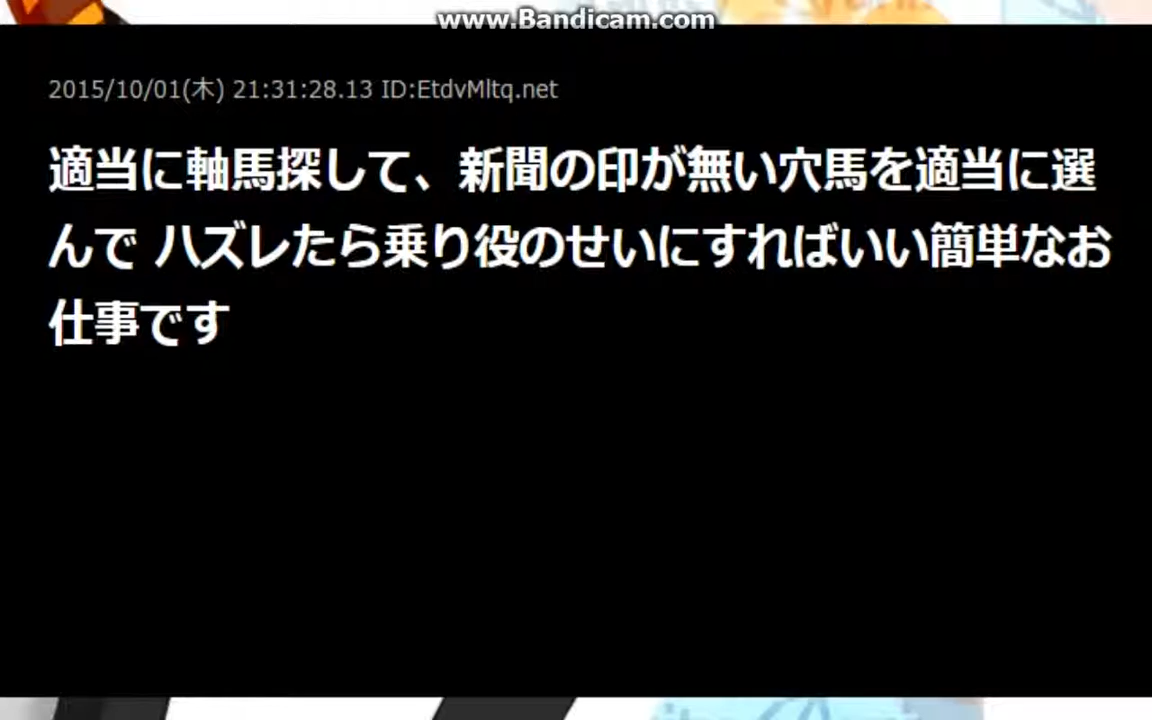 www.Bandicam.com
2015/10/01(木) 21:31:28.13 ID:EtdvMltq.net
適当に軸馬探して、新聞の印が無い穴馬を適当に選
んで ハズレたら乗り役のせいにすればいい簡単なお
仕事です